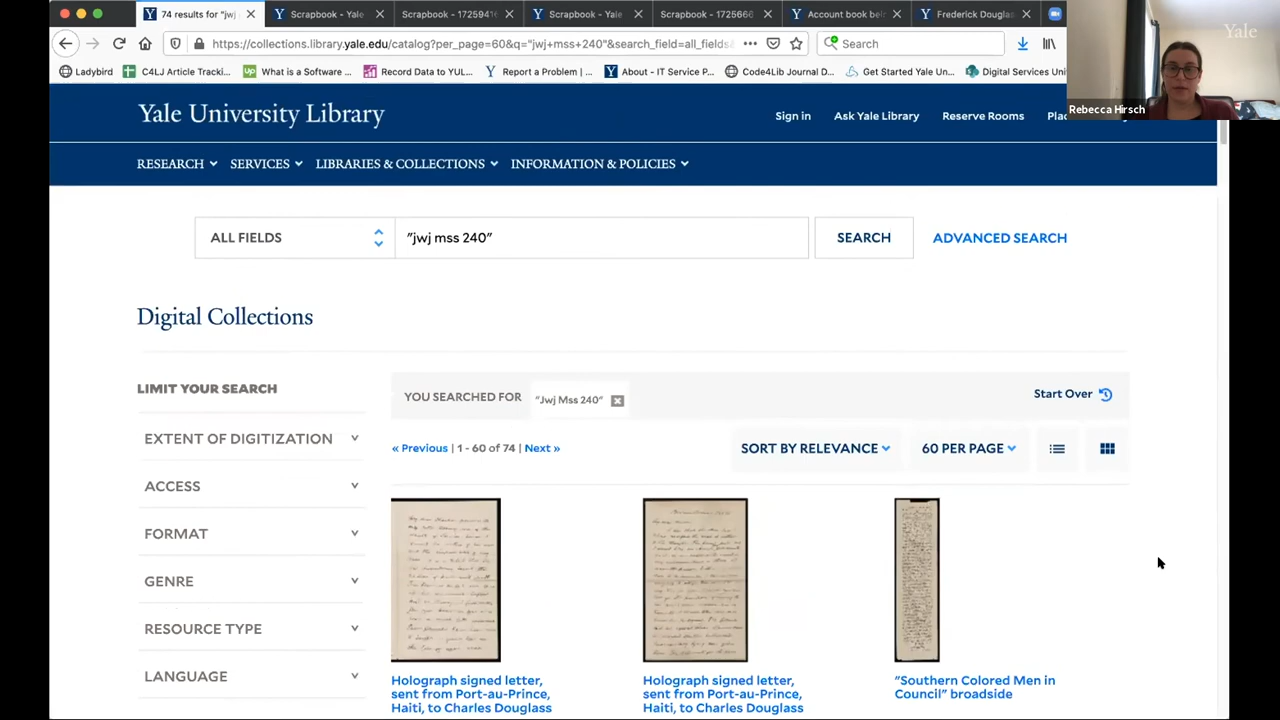 74 results for "jwj
Scrapbook - Yale
Scrapbook - 1725941
Scrapbook - Yale
Scrapbook - 1725666
Account book bel
Frederick Douglas
Yale
https://collections.library.yale.edu/catalog?per_page=60&q="jwj+mss+240"&search_field=all_fields&
Search
Ladybird
C4LJ Article Tracki...
What is a Software ...
Record Data to YUL...
Report a Problem | ...
About - IT Service P...
Code4Lib Journal D...
Get Started Yale Un...
Digital Services Uni
Rebecca Hirsch
Yale University Library
Sign in
Ask Yale Library
Reserve Rooms
RESEARCH
SERVICES
LIBRARIES & COLLECTIONS
INFORMATION & POLICIES
ALL FIELDS
"jwj mss 240"
SEARCH
ADVANCED SEARCH
Digital Collections
LIMIT YOUR SEARCH
EXTENT OF DIGITIZATION
ACCESS
FORMAT
GENRE
RESOURCE TYPE
LANGUAGE
YOU SEARCHED FOR
"Jwj Mss 240"
Start Over
« Previous | 1 - 60 of 74 | Next »
SORT BY RELEVANCE
60 PER PAGE
Holograph signed letter,
sent from Port-au-Prince,
Haiti, to Charles Douglass
Holograph signed letter,
sent from Port-au-Prince,
Haiti, to Charles Douglass
"Southern Colored Men in
Council" broadside